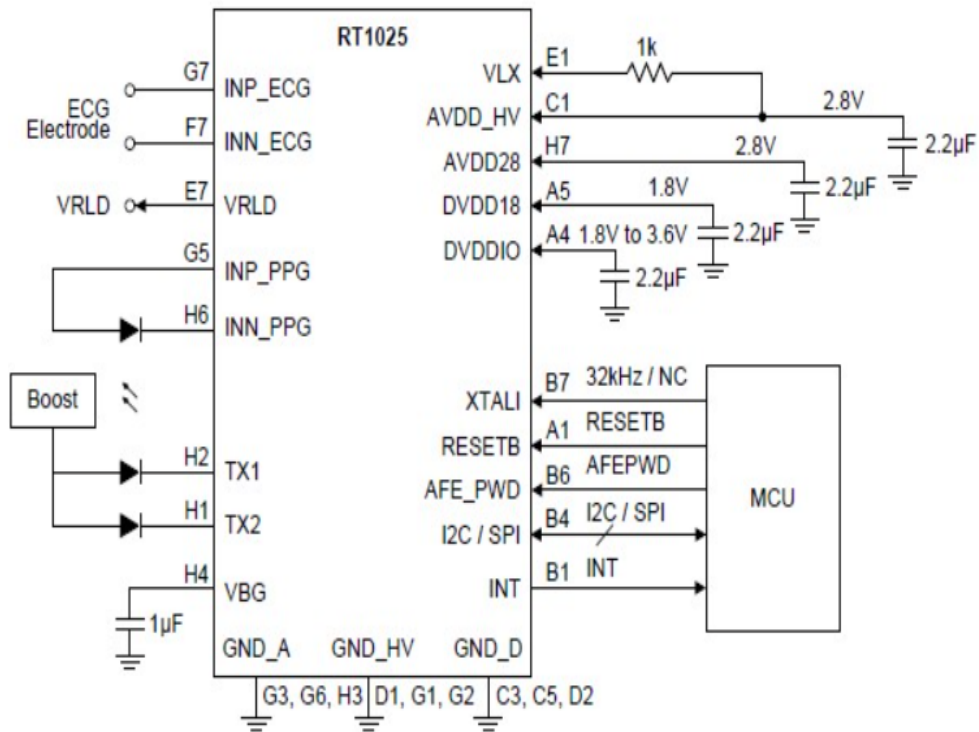 RT1025
G7
INP_ECG
ECG
Electrode
F7
INN_ECG
VRLD
E7
VRLD
G5
INP_PPG
H6
INN_PPG
Boost
H2
TX1
H1
TX2
H4
VBG
1µF
VLX
E1
1k
AVDD_HV
C1
2.8V
2.2µF
AVDD28
H7
2.8V
2.2µF
DVDD18
A5
1.8V
2.2µF
DVDDIO
A4
1.8V to 3.6V
2.2µF
XTALI
B7
32kHz / NC
RESETB
A1
RESETB
AFE_PWD
B6
AFEPWD
I2C / SPI
B4
I2C / SPI
INT
B1
INT
MCU
GND_A
GND_HV
GND_D
G3, G6, H3
D1, G1, G2
C3, C5, D2